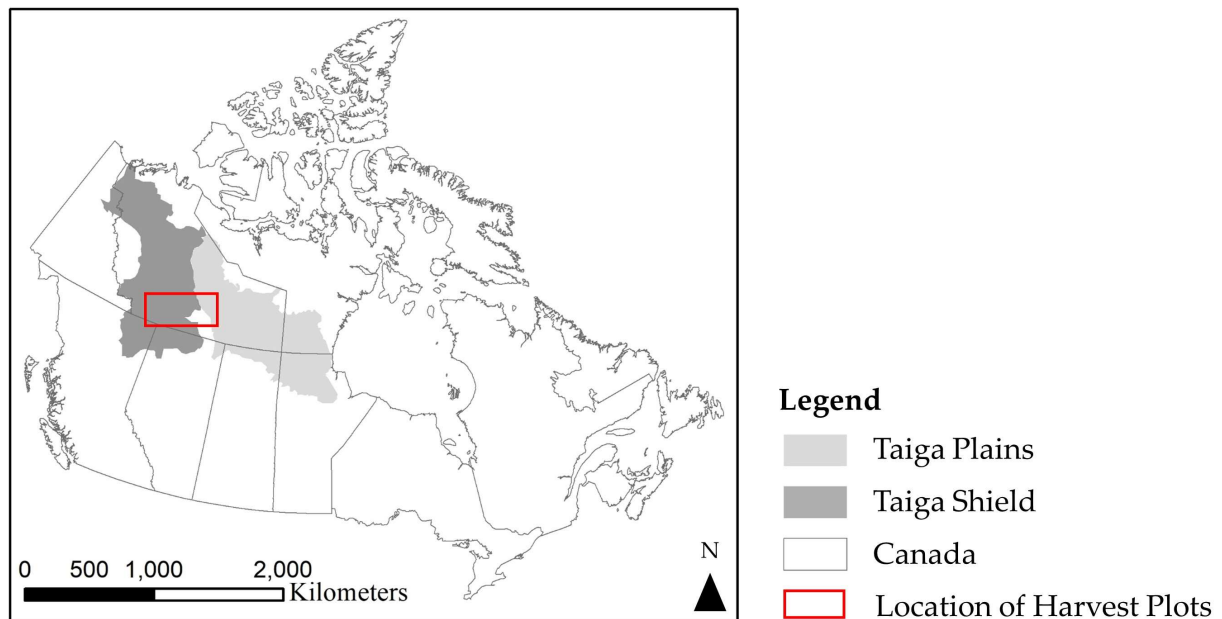 Legend
Taiga Plains
Taiga Shield
Canada
Location of Harvest Plots
N
0 500 1,000 2,000
Kilometers